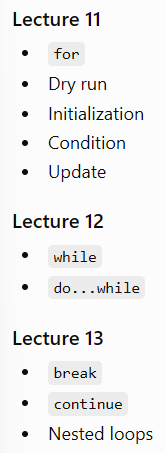 Lecture 11
• for
• Dry run
• Initialization
• Condition
• Update
Lecture 12
• while
• do...while
Lecture 13
• break
• continue
• Nested loops